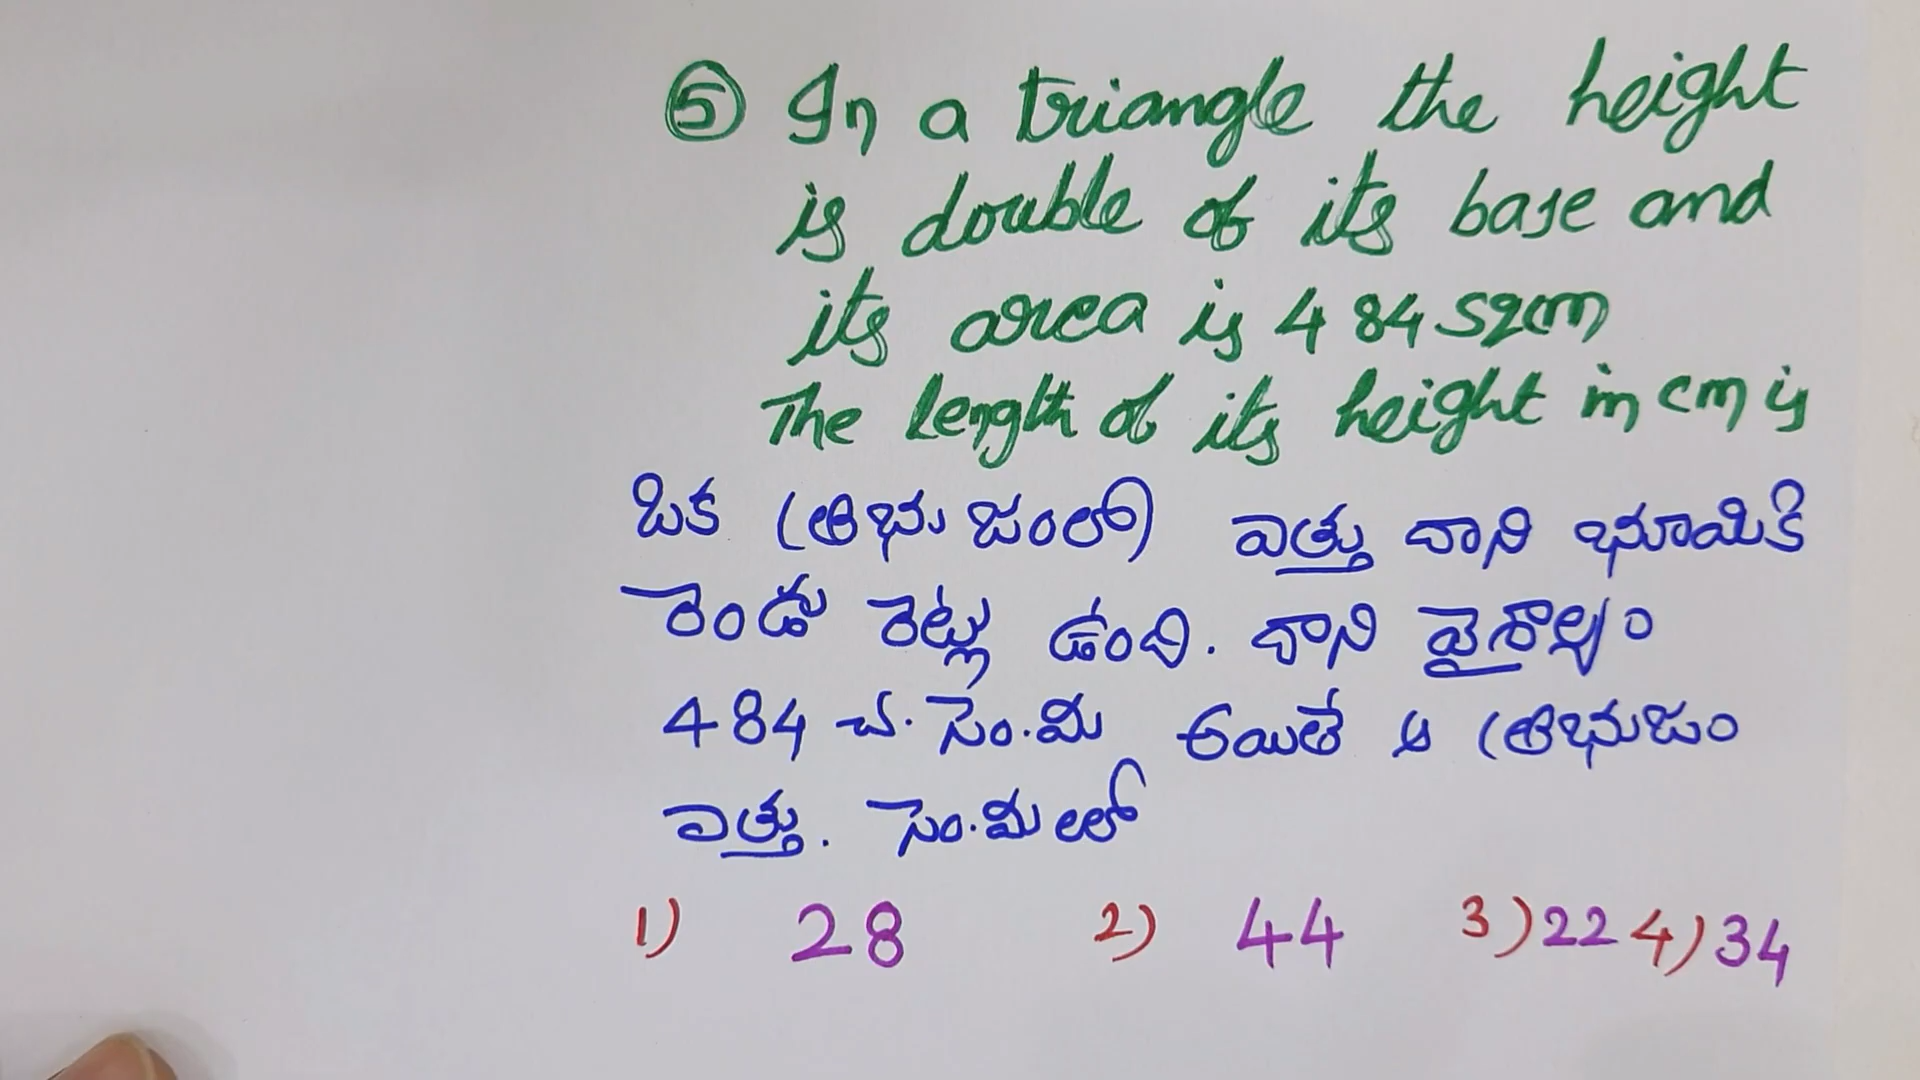 5 In a triangle the height
is double of its base and
its area is 484 sqcm
The length of its height in cm is
ఒక త్రిభుజంలో ఎత్తు దాని భూమికి
రెండు రెట్లు ఉంది. దాని వైశాల్యం
484 చ. సెం.మీ అయితే ఆ త్రిభుజం
ఎత్తు. సెం.మీ లలో
1) 28 2) 44 3) 22 4) 34